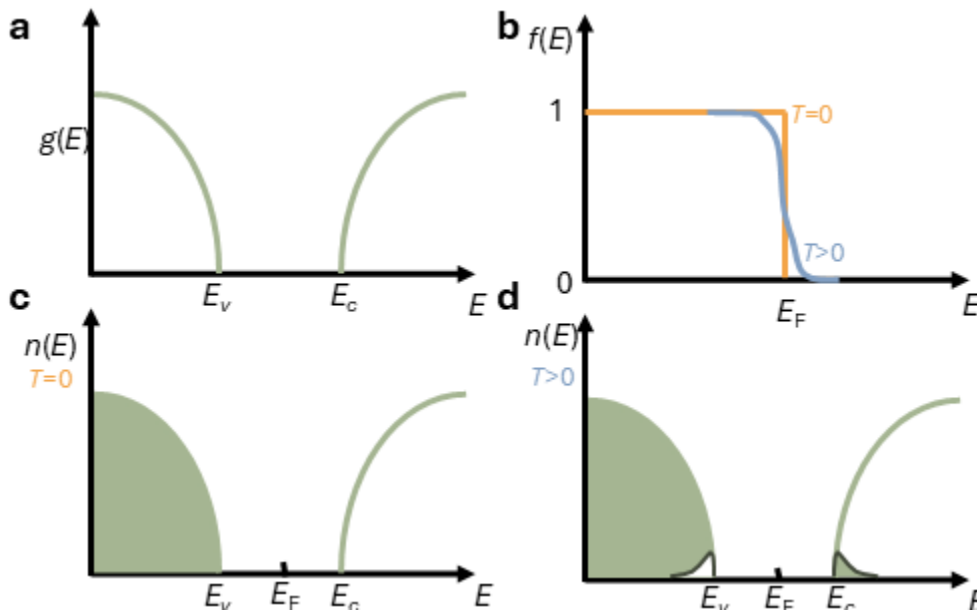 a
g(E)
E_v
E_c
E
b
f(E)
1
T=0
T>0
0
E_F
E
c
n(E)
T=0
E_v
E_F
E_c
E
d
n(E)
T>0
E_v
E_F
E_c
E